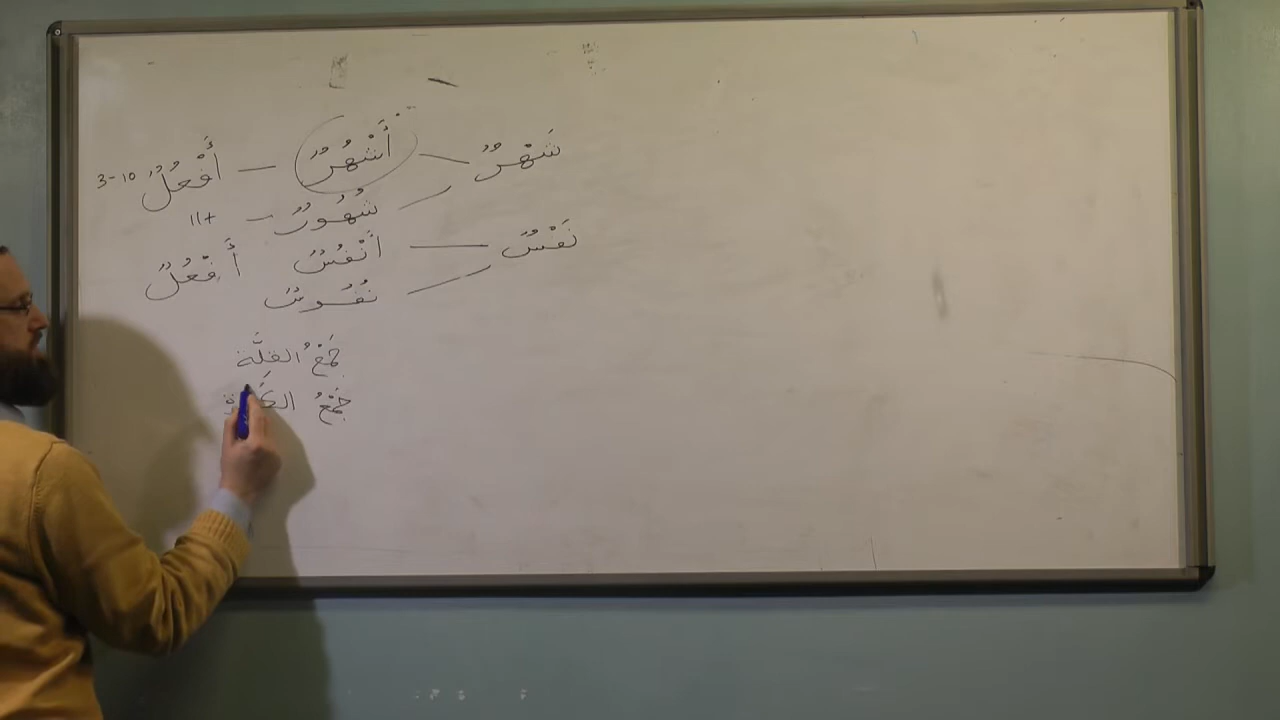 شَهْرٌ — أَشْهُرٌ — أَفْعُلٌ 3-10
شُهُورٌ — 11+
نَفْسٌ — أَنْفُسٌ أَفْعُلٌ
نُفُوسٌ
جَمْعُ القِلَّة
جَمْعُ